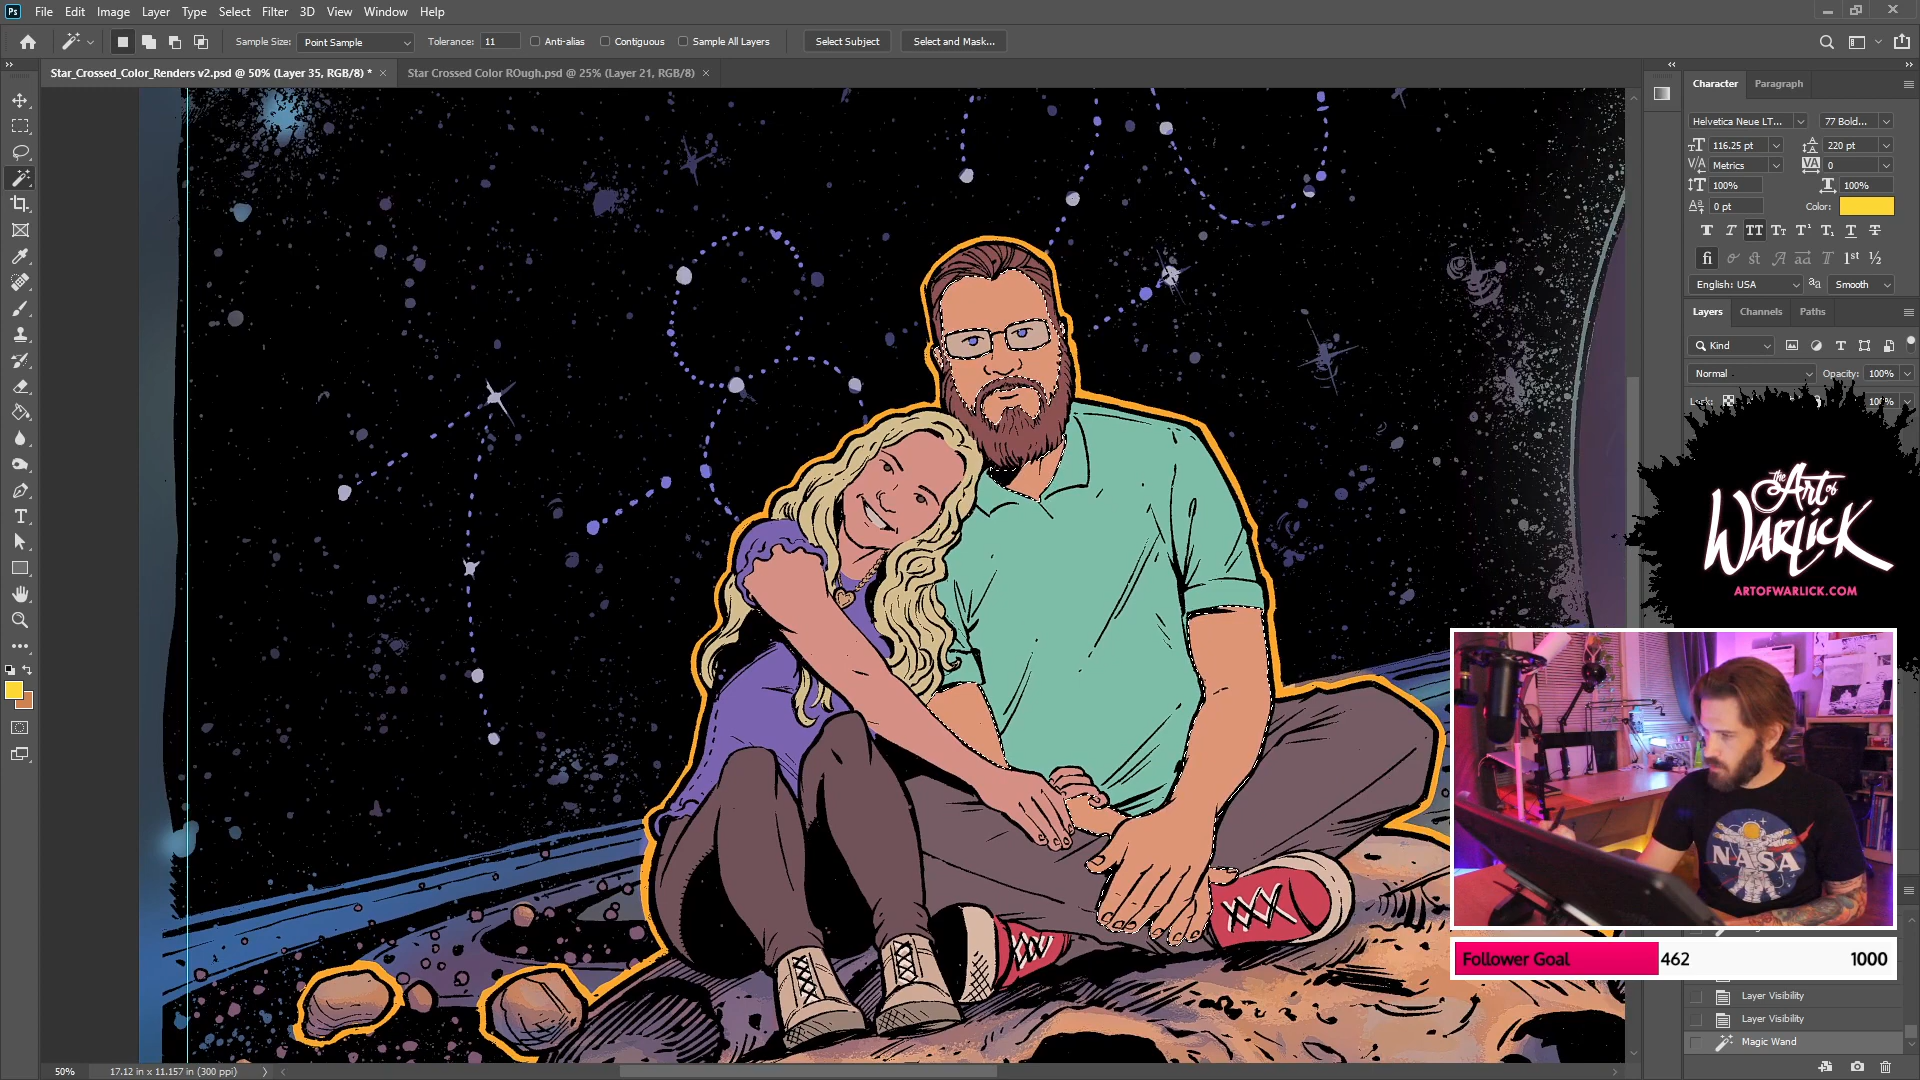 Ps File Edit Image Layer Type Select Filter 3D View Window Help
Sample Size: Point Sample Tolerance: 11 Anti-alias Contiguous Sample All Layers Select Subject Select and Mask...
Star_Crossed_Color_Renders v2.psd @ 50% (Layer 35, RGB/8) * × Star Crossed Color ROugh.psd @ 25% (Layer 21, RGB/8) ×
Character Paragraph
Helvetica Neue LT... 77 Bold...
116.25 pt 220 pt
Metrics 0
100% 100%
0 pt Color:
English: USA aa Smooth
Layers Channels Paths
Kind
Normal Opacity: 100%
Lock: 100%
the Art of
Warlick
ARTOFWARLICK.COM
NASA
Follower Goal 462 1000
Layer Visibility
Layer Visibility
Magic Wand
50% 17.12 in x 11.157 in (300 ppi)